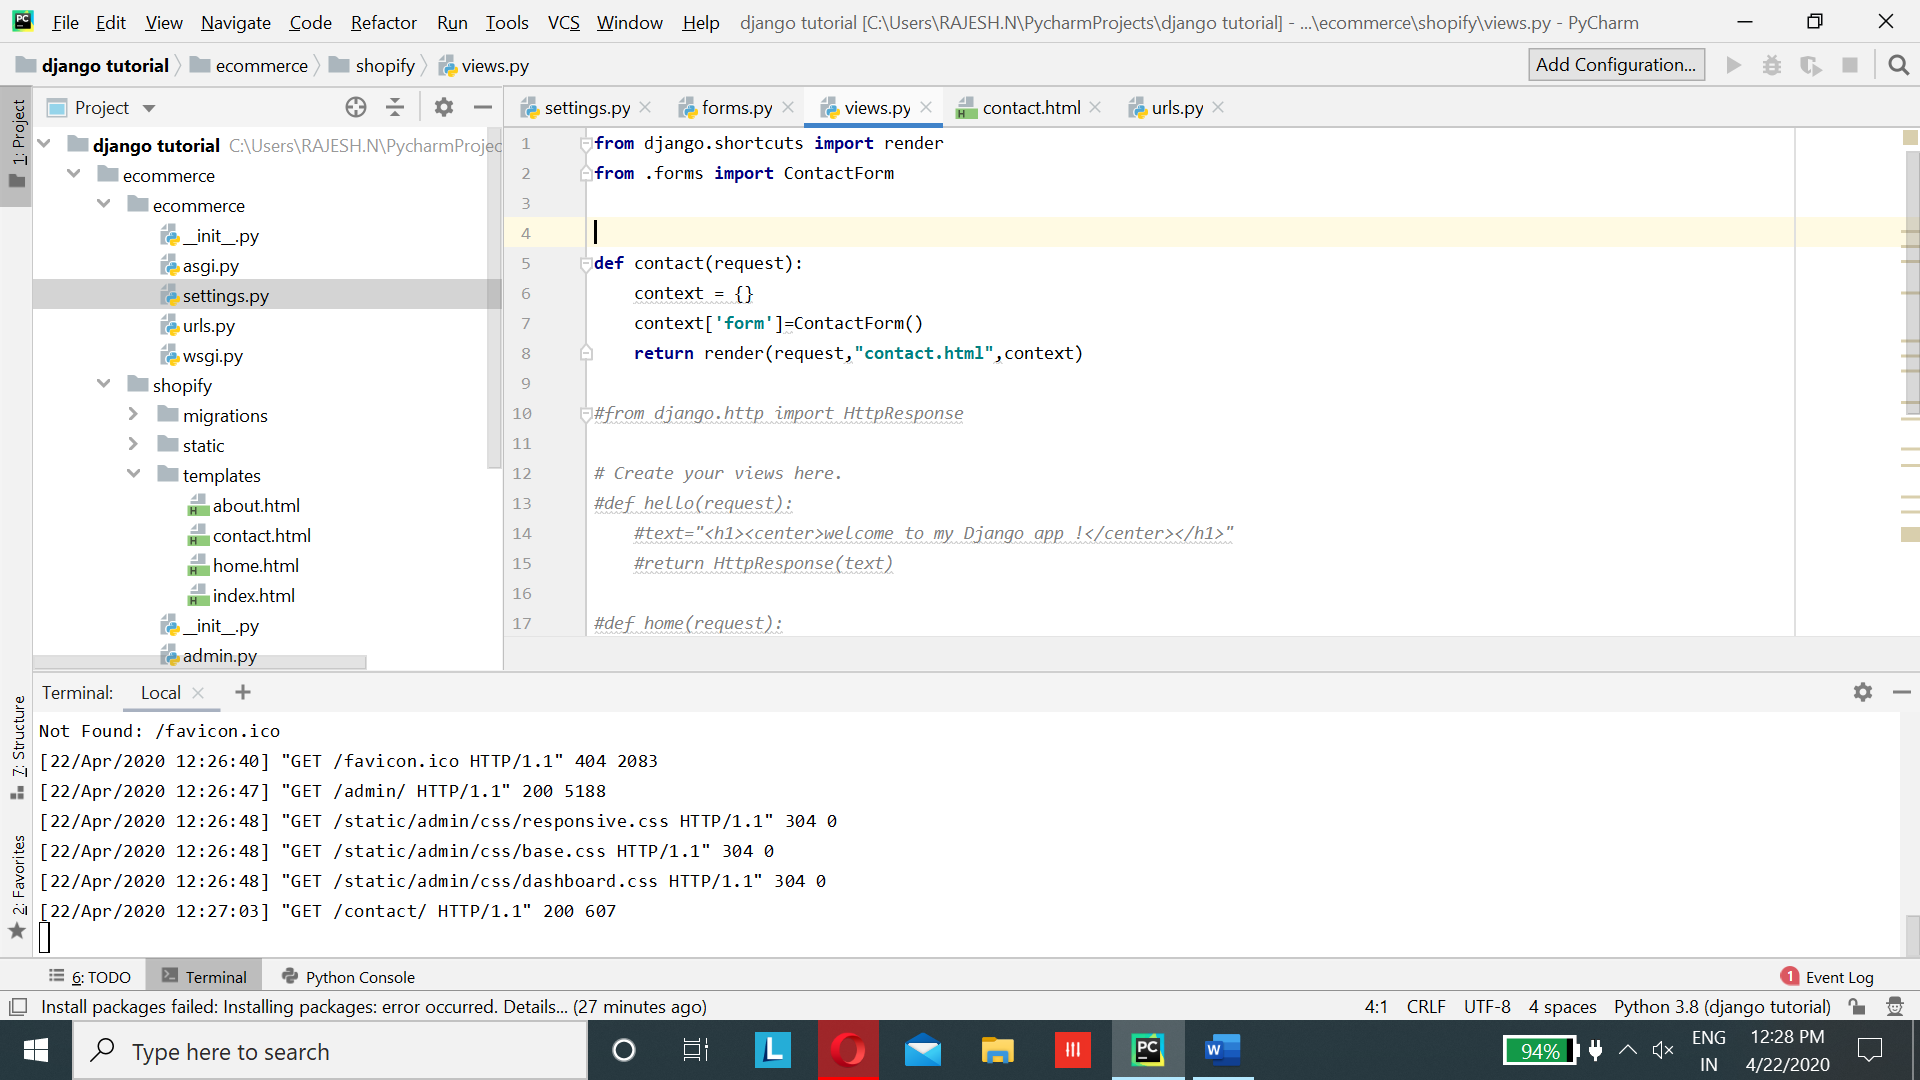 PC File Edit View Navigate Code Refactor Run Tools VCS Window Help django tutorial [C:\Users\RAJESH.N\PycharmProjects\django tutorial] - ...\ecommerce\shopify\views.py - PyCharm
django tutorial ecommerce shopify views.py Add Configuration...
1: Project
Project
settings.py forms.py views.py contact.html urls.py
django tutorial C:\Users\RAJESH.N\PycharmProjec
ecommerce
ecommerce
__init__.py
asgi.py
settings.py
urls.py
wsgi.py
shopify
migrations
static
templates
about.html
contact.html
home.html
index.html
__init__.py
admin.py
1 from django.shortcuts import render
2 from .forms import ContactForm
3
4
5 def contact(request):
6     context = {}
7     context['form']=ContactForm()
8     return render(request,"contact.html",context)
9
10 #from django.http import HttpResponse
11
12 # Create your views here.
13 #def hello(request):
14     #text="<h1><center>welcome to my Django app !</center></h1>"
15     #return HttpResponse(text)
16
17 #def home(request):
7: Structure
2: Favorites
Terminal: Local
Not Found: /favicon.ico
[22/Apr/2020 12:26:40] "GET /favicon.ico HTTP/1.1" 404 2083
[22/Apr/2020 12:26:47] "GET /admin/ HTTP/1.1" 200 5188
[22/Apr/2020 12:26:48] "GET /static/admin/css/responsive.css HTTP/1.1" 304 0
[22/Apr/2020 12:26:48] "GET /static/admin/css/base.css HTTP/1.1" 304 0
[22/Apr/2020 12:26:48] "GET /static/admin/css/dashboard.css HTTP/1.1" 304 0
[22/Apr/2020 12:27:03] "GET /contact/ HTTP/1.1" 200 607
6: TODO Terminal Python Console 1 Event Log
Install packages failed: Installing packages: error occurred. Details... (27 minutes ago) 4:1 CRLF UTF-8 4 spaces Python 3.8 (django tutorial)
Type here to search L PC W 94% ENG 12:28 PM
IN 4/22/2020